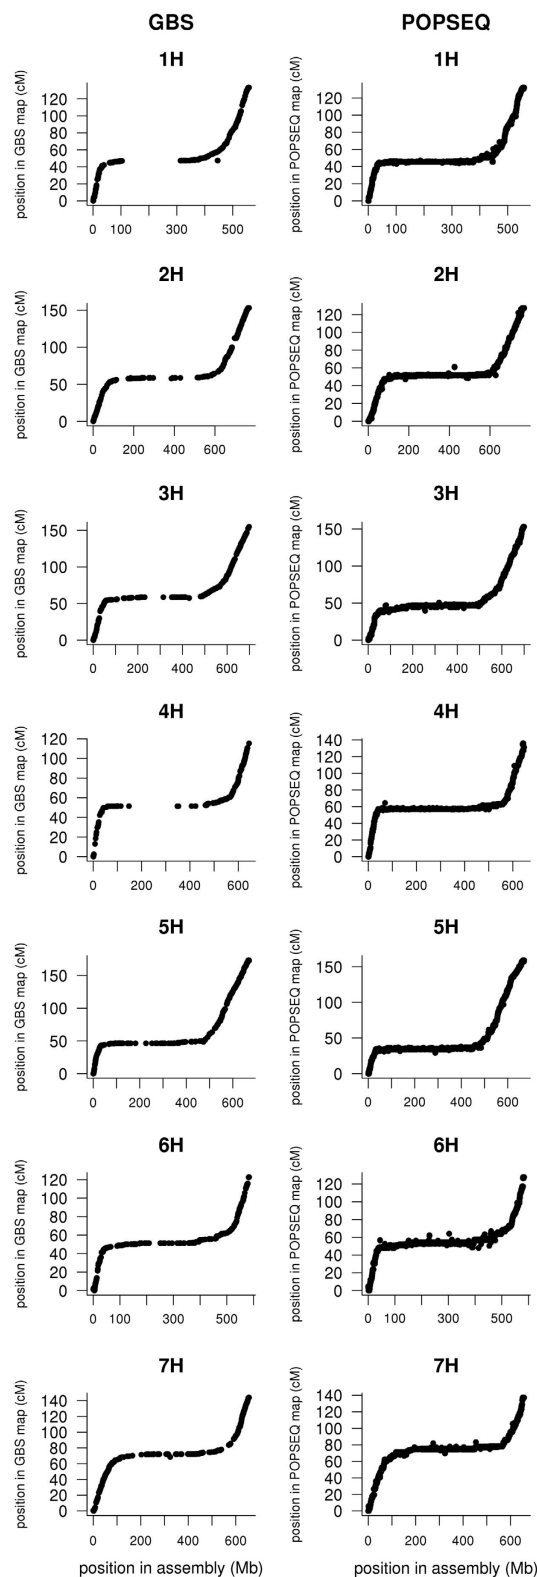 GBS POPSEQ
1H 1H
position in GBS map (cM)
0 20 40 60 80 100 120
0 100 300 500
position in POPSEQ map (cM)
0 20 40 60 80 100 120
0 100 300 500
2H 2H
position in GBS map (cM)
0 50 100 150
0 200 400 600
position in POPSEQ map (cM)
0 20 40 60 80 100 120
0 200 400 600
3H 3H
position in GBS map (cM)
0 50 100 150
0 200 400 600
position in POPSEQ map (cM)
0 50 100 150
0 200 400 600
4H 4H
position in GBS map (cM)
0 20 40 60 80 100 120
0 200 400 600
position in POPSEQ map (cM)
0 20 40 60 80 100 120 140
0 200 400 600
5H 5H
position in GBS map (cM)
0 50 100 150
0 200 400 600
position in POPSEQ map (cM)
0 50 100 150
0 200 400 600
6H 6H
position in GBS map (cM)
0 20 40 60 80 100 120
0 100 300 500
position in POPSEQ map (cM)
0 20 40 60 80 100 120
0 100 300 500
7H 7H
position in GBS map (cM)
0 20 40 60 80 100 120 140
0 200 400 600
position in POPSEQ map (cM)
0 20 40 60 80 100 120 140
0 200 400 600
position in assembly (Mb) position in assembly (Mb)